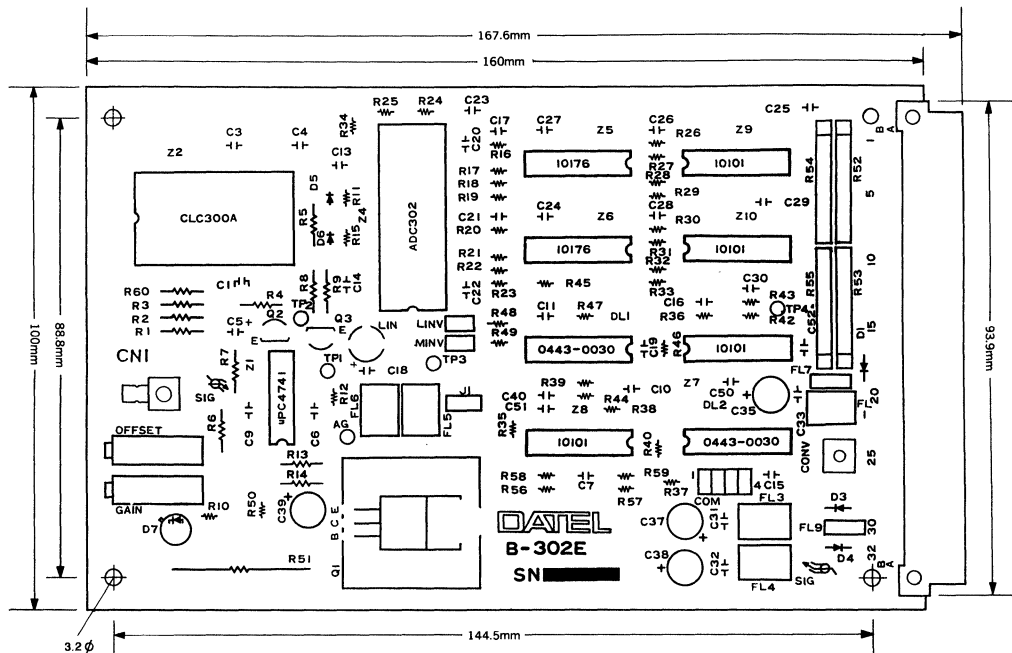 167.6mm
160mm
100mm
88.8mm
93.9mm
144.5mm
3.2∅
R25
R24
C23
C25
R34
C3
C4
C13
Z2
CLC300A
D5
R11
R5
Z4
D6
R15
ADC302
C20
C17
R16
R17
R18
R19
C21
R20
R21
R22
C22
R23
C27
Z5
C26
R26
Z9
10176
R27
R28
R29
10101
C24
Z6
C28
R30
Z10
C29
10176
R31
R32
R33
10101
R54
R52
R55
R53
B
A
1
5
10
15
20
25
30
32
B
A
R60
R3
R2
R1
C1
R4
R8
R9
C14
TP2
C5
+
Q2
E
Q3
E
LIN
LINV
MINV
R48
R49
R45
C11
R47
DL1
C16
R36
C30
R43
TP4
R42
C52
D1
CN1
R7
Z1
SIG
R6
uPC4741
C9
C6
TP1
+
C18
TP3
R12
FL6
FL5
J1
AG
0443-0030
C19
R46
10101
R39
C40
C51
Z8
R44
R38
C10
Z7
C50
DL2
C35
C33
FL7
FL1
R35
10101
R40
0443-0030
CONV
OFFSET
GAIN
D7
R10
R50
R13
R14
C39
+
R51
Q1
E
C
B
R58
R56
C7
R57
R59
R37
1
4
COM
C15
FL3
D3
FL9
D4
C37
+
C31
C38
+
C32
FL4
SIG
DATEL
B-302E
SN